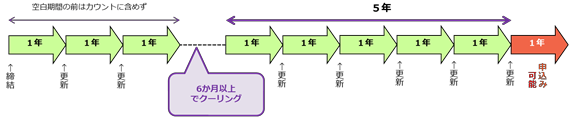 空白期間の前はカウントに含めず
5年
1年
1年
1年
1年
1年
1年
1年
1年
1年
↑締結
↑更新
↑更新
6か月以上
でクーリング
↑更新
↑更新
↑更新
↑更新
↑更新
申込み
可能